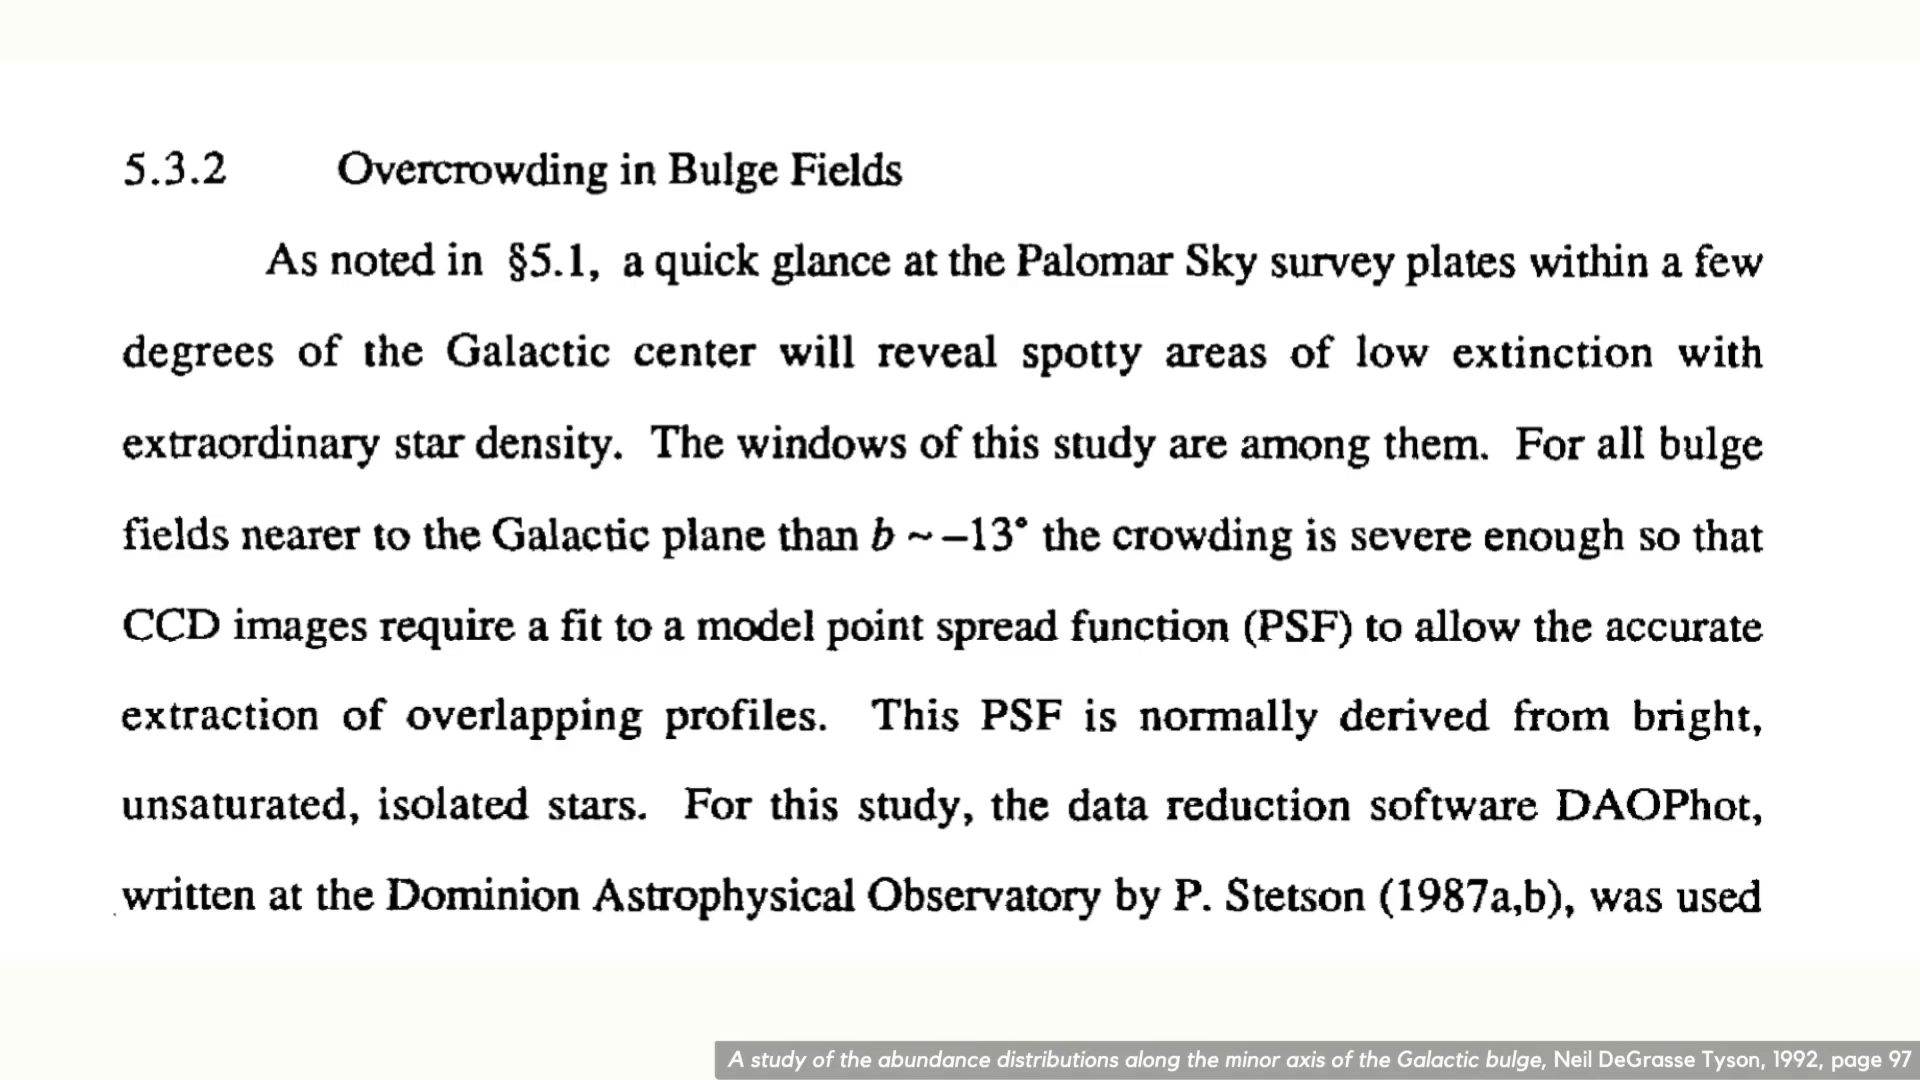 5.3.2 Overcrowding in Bulge Fields
As noted in §5.1, a quick glance at the Palomar Sky survey plates within a few
degrees of the Galactic center will reveal spotty areas of low extinction with
extraordinary star density. The windows of this study are among them. For all bulge
fields nearer to the Galactic plane than b ~ –13° the crowding is severe enough so that
CCD images require a fit to a model point spread function (PSF) to allow the accurate
extraction of overlapping profiles. This PSF is normally derived from bright,
unsaturated, isolated stars. For this study, the data reduction software DAOPhot,
written at the Dominion Astrophysical Observatory by P. Stetson (1987a,b), was used
A study of the abundance distributions along the minor axis of the Galactic bulge, Neil DeGrasse Tyson, 1992, page 97